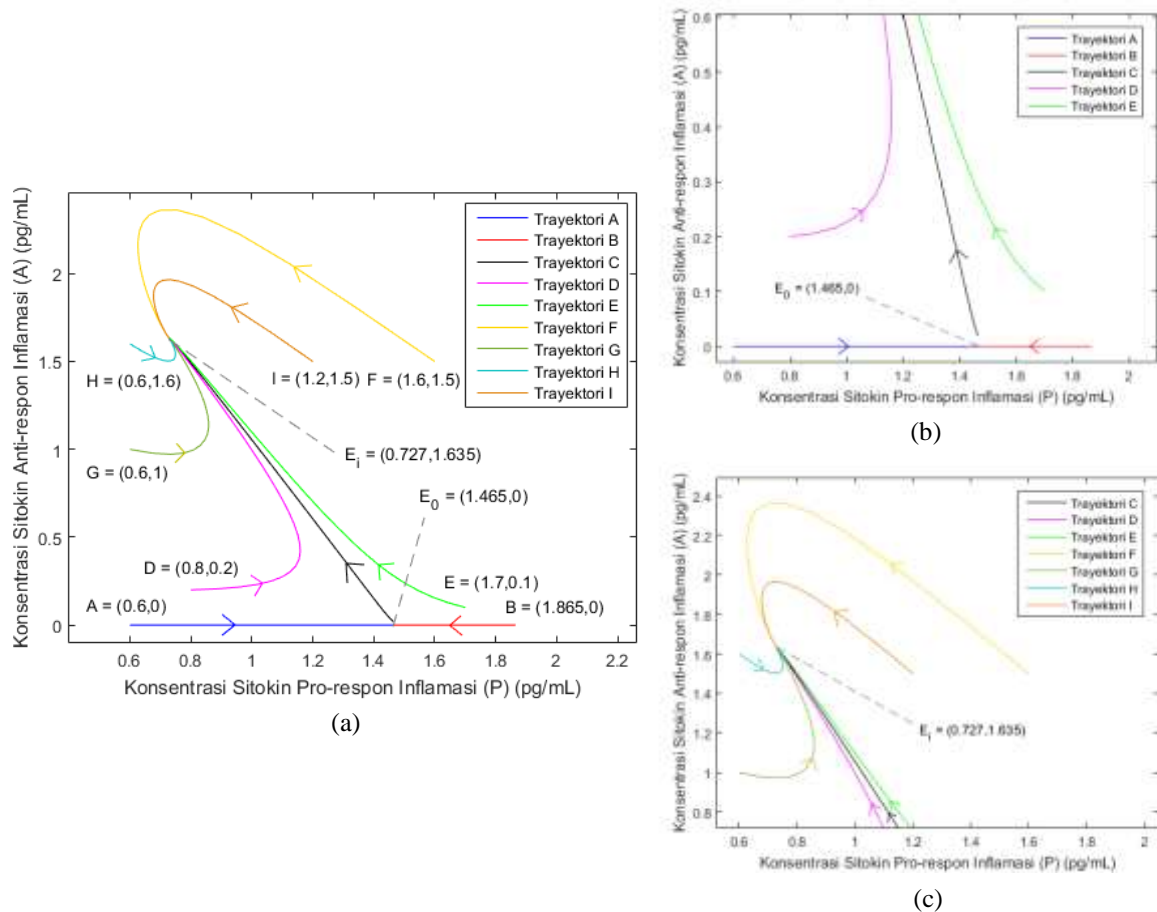 Konsentrasi Sitokin Anti-respon Inflamasi (A) (pg/mL)
2
1.5
1
0.5
0
0.6 0.8 1 1.2 1.4 1.6 1.8 2 2.2
Konsentrasi Sitokin Pro-respon Inflamasi (P) (pg/mL)
Trayektori A
Trayektori B
Trayektori C
Trayektori D
Trayektori E
Trayektori F
Trayektori G
Trayektori H
Trayektori I
H = (0.6,1.6)
I = (1.2,1.5) F = (1.6,1.5)
G = (0.6,1)
Ei = (0.727,1.635)
E0 = (1.465,0)
D = (0.8,0.2)
E = (1.7,0.1)
A = (0.6,0)
B = (1.865,0)
(a)
Konsentrasi Sitokin Anti-respon Inflamasi (A) (pg/mL)
0.6
0.5
0.4
0.3
0.2
0.1
0
0.6 0.8 1 1.2 1.4 1.6 1.8 2
Konsentrasi Sitokin Pro-respon Inflamasi (P) (pg/mL)
Trayektori A
Trayektori B
Trayektori C
Trayektori D
Trayektori E
E0 = (1.465,0)
(b)
Konsentrasi Sitokin Anti-respon Inflamasi (A) (pg/mL)
2.4
2.2
2
1.8
1.6
1.4
1.2
1
0.8
0.6 0.8 1 1.2 1.4 1.6 1.8 2
Konsentrasi Sitokin Pro-respon Inflamasi (P) (pg/mL)
Trayektori C
Trayektori D
Trayektori E
Trayektori F
Trayektori G
Trayektori H
Trayektori I
Ei = (0.727,1.635)
(c)